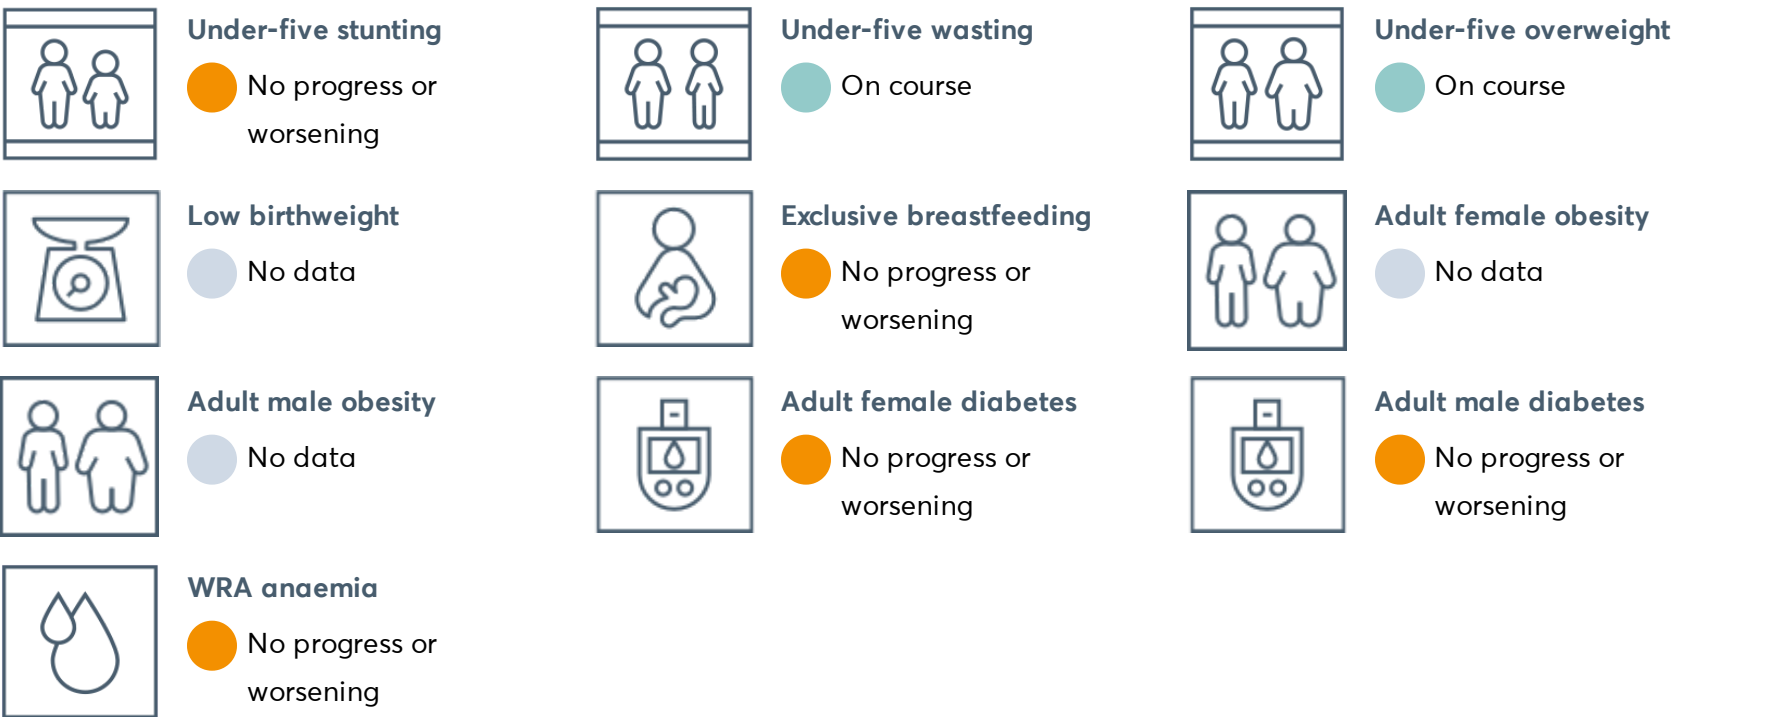 Under-five stunting
No progress or
worsening
Under-five wasting
On course
Under-five overweight
On course
Low birthweight
No data
Exclusive breastfeeding
No progress or
worsening
Adult female obesity
No data
Adult male obesity
No data
Adult female diabetes
No progress or
worsening
Adult male diabetes
No progress or
worsening
WRA anaemia
No progress or
worsening